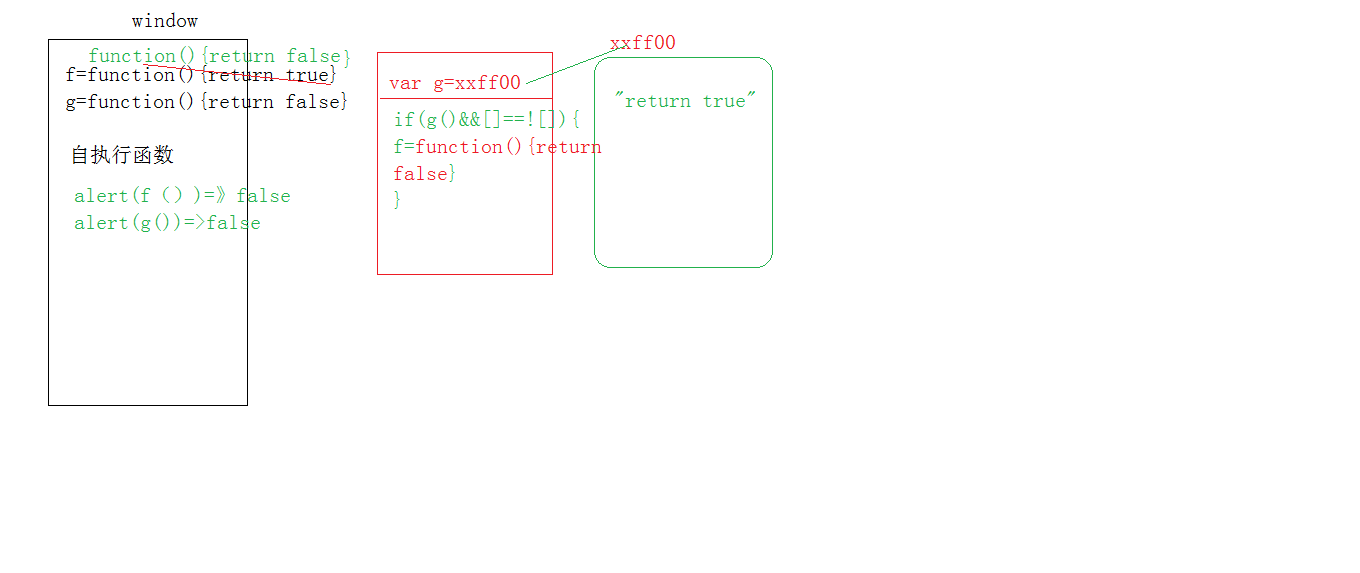 window
function(){return false}
f=function(){return true}
g=function(){return false}
自执行函数
alert(f（）)=》false
alert(g())=>false
var g=xxff00
if(g()&&[]==![]){
f=function(){return
false}
}
xxff00
"return true"